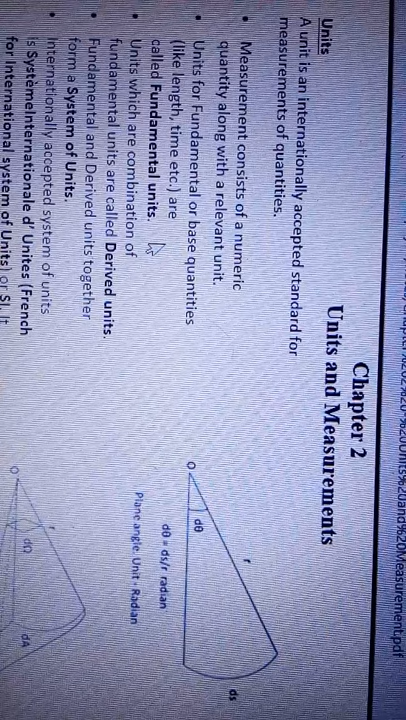 Chapter 2
Units and Measurements
Units
A unit is an internationally accepted standard for
measurements of quantities.
• Measurement consists of a numeric
quantity along with a relevant unit.
• Units for Fundamental or base quantities
(like length, time etc.) are
called Fundamental units.
• Units which are combination of
fundamental units are called Derived units.
• Fundamental and Derived units together
form a System of Units.
• Internationally accepted system of units
Is SystèmeInternationale d' Unites (French
for International system of Units) or SI. It
O
dθ
r
ds
dθ = ds/r radian
Plane angle. Unit - Radian
O
r
dΩ
dA